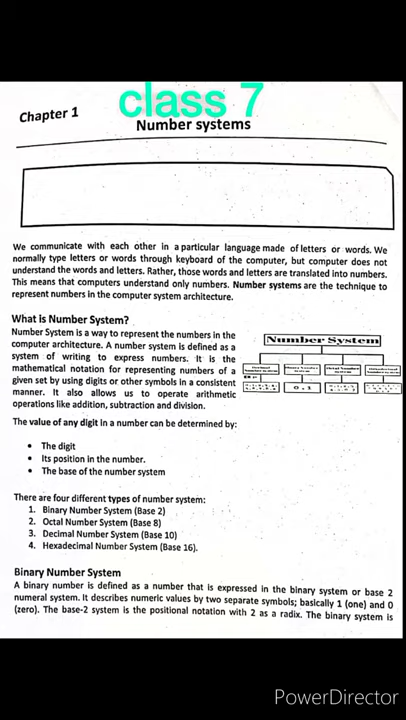 class 7
Chapter 1
Number systems
We communicate with each other in a particular language made of letters or words. We
normally type letters or words through keyboard of the computer, but computer does not
understand the words and letters. Rather, those words and letters are translated into numbers.
This means that computers understand only numbers. Number systems are the technique to
represent numbers in the computer system architecture.
What is Number System?
Number System is a way to represent the numbers in the
computer architecture. A number system is defined as a
system of writing to express numbers. It is the
mathematical notation for representing numbers of a
given set by using digits or other symbols in a consistent
manner. It also allows us to operate arithmetic
operations like addition, subtraction and division.
Number System
0, 1
The value of any digit in a number can be determined by:
• The digit
• Its position in the number.
• The base of the number system
There are four different types of number system:
1. Binary Number System (Base 2)
2. Octal Number System (Base 8)
3. Decimal Number System (Base 10)
4. Hexadecimal Number System (Base 16).
Binary Number System
A binary number is defined as a number that is expressed in the binary system or base 2
numeral system. It describes numeric values by two separate symbols; basically 1 (one) and 0
(zero). The base-2 system is the positional notation with 2 as a radix. The binary system is
PowerDirector